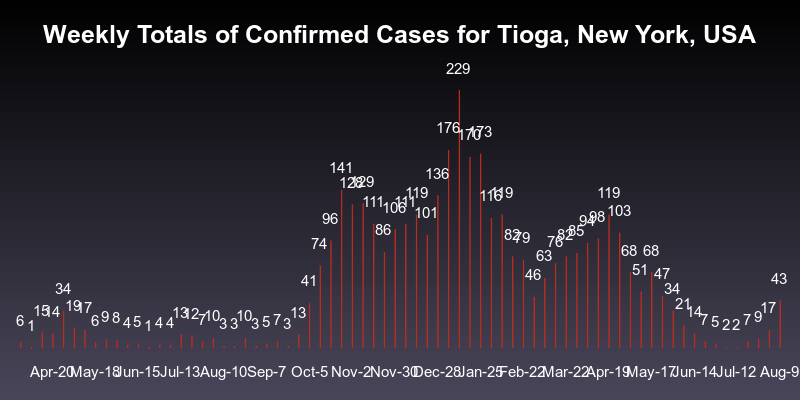 Weekly Totals of Confirmed Cases for Tioga, New York, USA
6 1 15 14 34 19 17 6 9 8 4 5 1 4 4 13 12 7 10 3 3 10 3 5 7 3 13 41 74 96 141 128 129 111 86 106 111 119 101 136 176 229 170 173 116 119 82 79 46 63 76 82 85 94 98 119 103 68 51 68 47 34 21 14 7 5 2 2 7 9 17 43
Apr-20 May-18 Jun-15 Jul-13 Aug-10 Sep-7 Oct-5 Nov-2 Nov-30 Dec-28 Jan-25 Feb-22 Mar-22 Apr-19 May-17 Jun-14 Jul-12 Aug-9